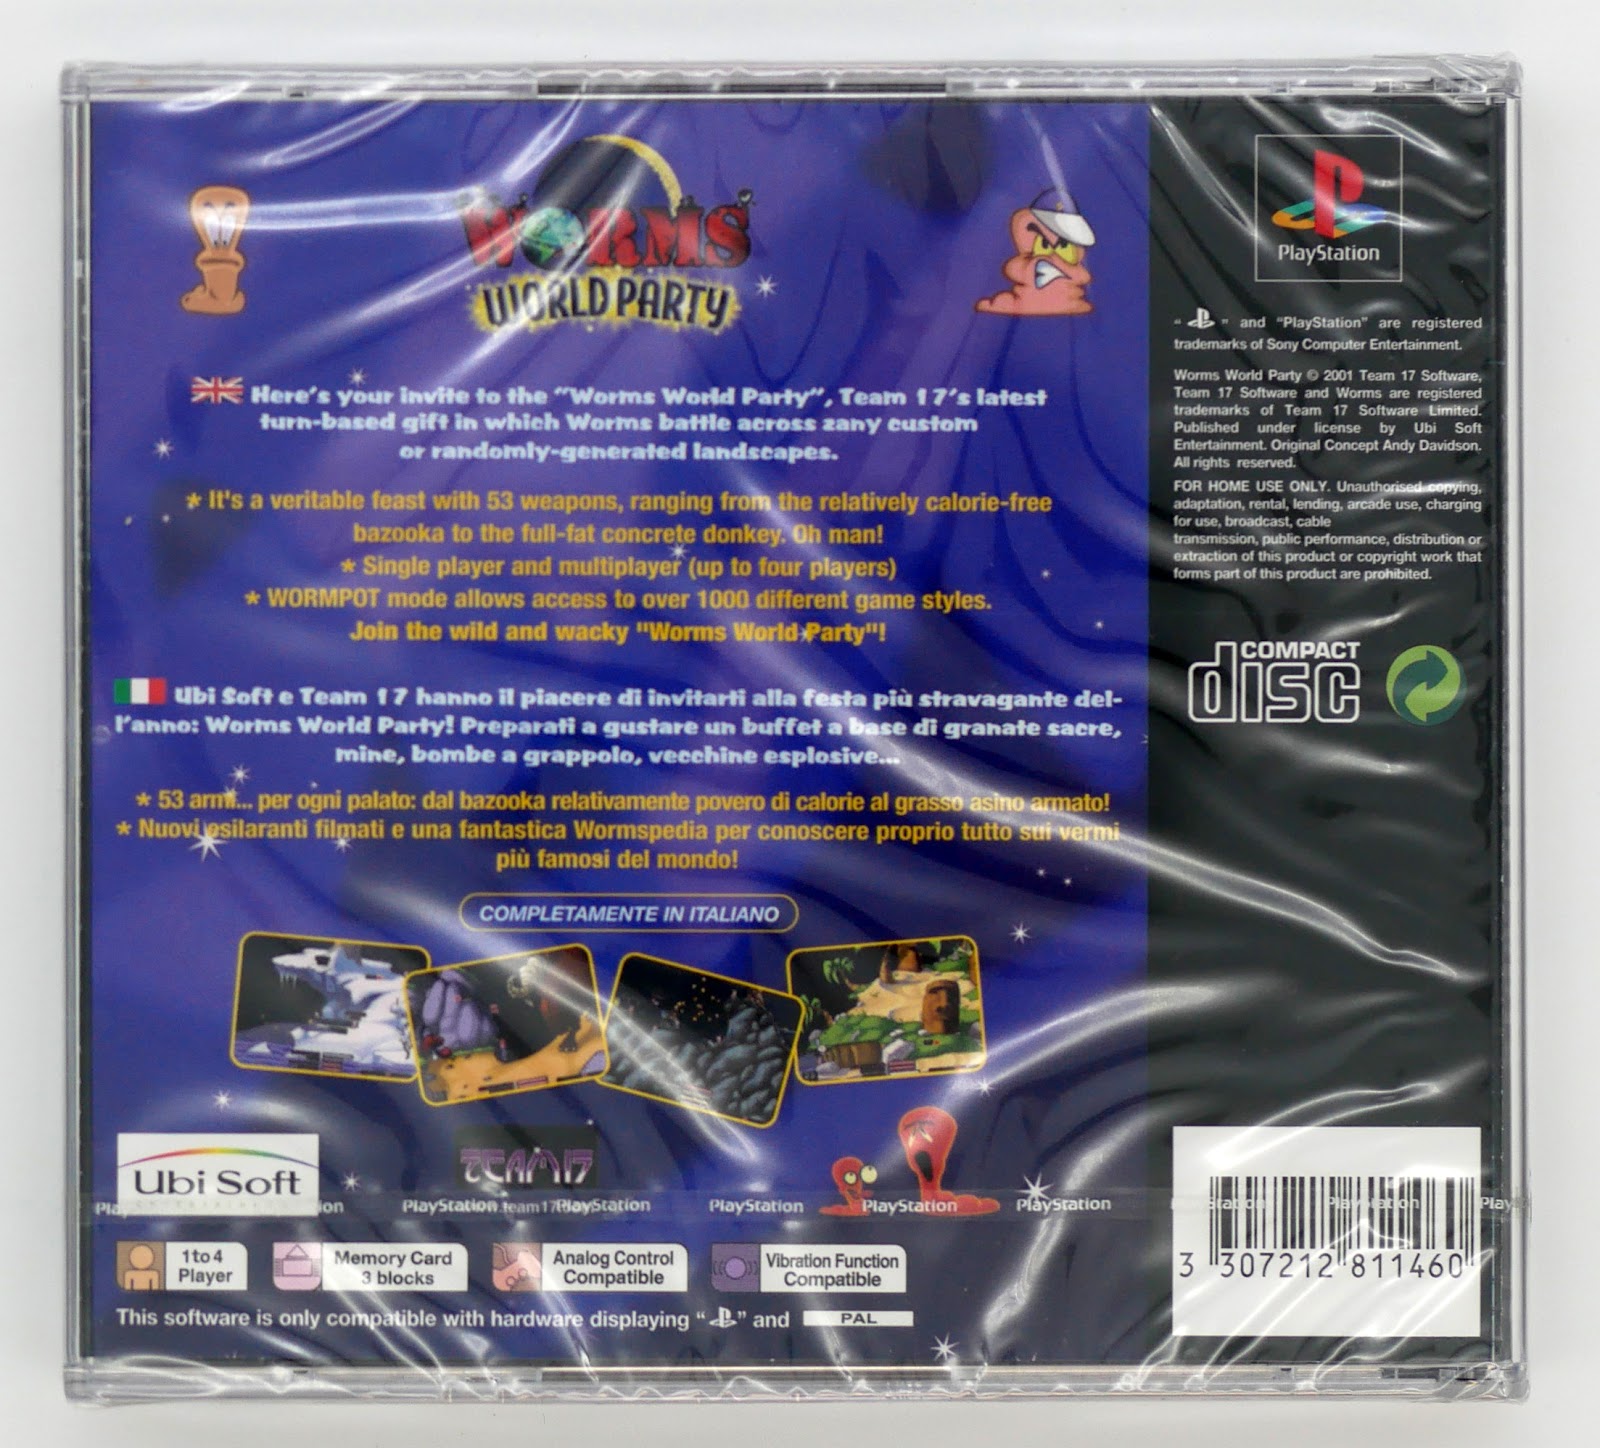 WORMS
WORLD PARTY
Here's your invite to the "Worms World Party", Team 17's latest
turn-based gift in which Worms battle across zany custom
or randomly-generated landscapes.
* It's a veritable feast with 53 weapons, ranging from the relatively calorie-free
bazooka to the full-fat concrete donkey. Oh man!
* Single player and multiplayer (up to four players)
* WORMPOT mode allows access to over 1000 different game styles.
Join the wild and wacky "Worms World Party"!
Ubi Soft e Team 17 hanno il piacere di invitarti alla festa più stravagante del-
l'anno: Worms World Party! Preparati a gustare un buffet a base di granate sacre,
mine, bombe a grappolo, vecchine esplosive...
* 53 armi... per ogni palato: dal bazooka relativamente povero di calorie al grasso asino armato!
* Nuovi esilaranti filmati e una fantastica Wormspedia per conoscere proprio tutto sui vermi
più famosi del mondo!
COMPLETAMENTE IN ITALIANO
Ubi Soft
TEAM17
PlayStation PlayStation PlayStation PlayStation PlayStation
1 to 4
Player
Memory Card
3 blocks
Analog Control
Compatible
Vibration Function
Compatible
This software is only compatible with hardware displaying " " and PAL
PlayStation
" " and "PlayStation" are registered
trademarks of Sony Computer Entertainment.
Worms World Party © 2001 Team 17 Software,
Team 17 Software and Worms are registered
trademarks of Team 17 Software Limited.
Published under license by Ubi Soft
Entertainment. Original Concept Andy Davidson.
All rights reserved.
FOR HOME USE ONLY. Unauthorised copying,
adaptation, rental, lending, arcade use, charging
for use, broadcast, cable
transmission, public performance, distribution or
extraction of this product or copyright work that
forms part of this product are prohibited.
COMPACT
disc
3 307212 811460